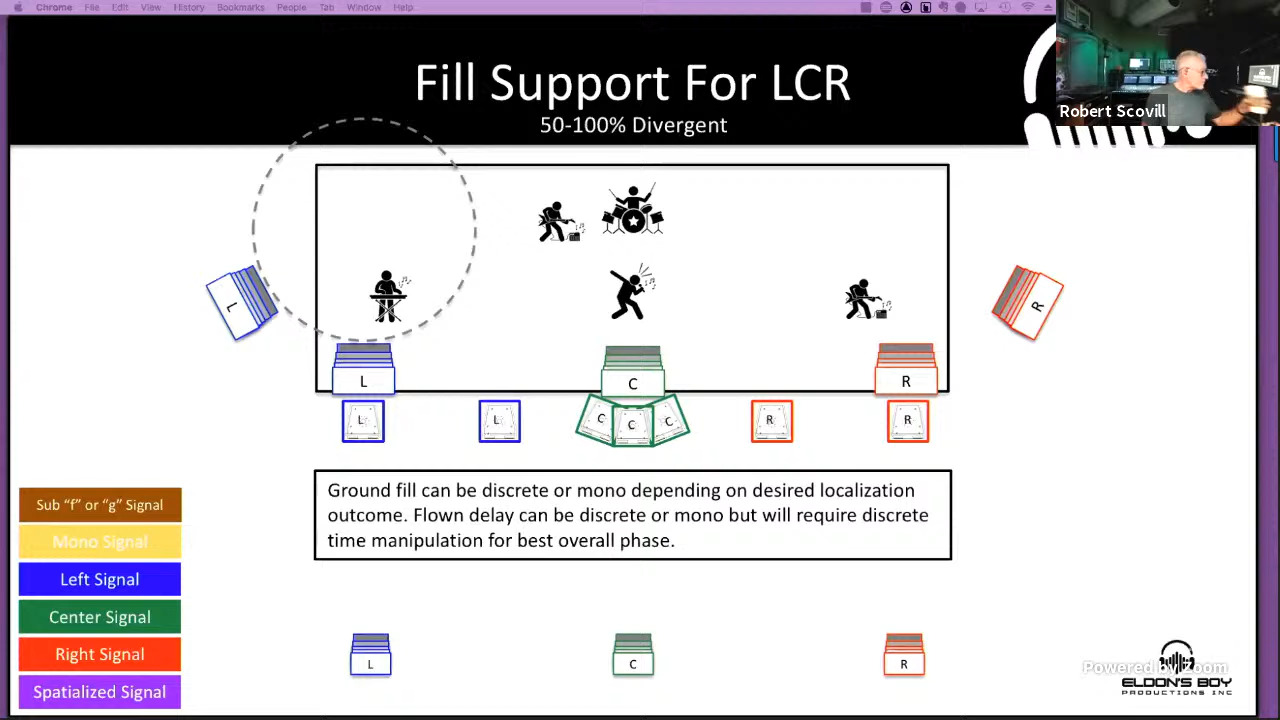 Chrome File Edit View History Bookmarks People Tab Window Help
Fill Support For LCR
50-100% Divergent
Robert Scovill
L
R
L
C
R
L
L
C
C
C
R
R
Ground fill can be discrete or mono depending on desired localization
outcome. Flown delay can be discrete or mono but will require discrete
time manipulation for best overall phase.
Sub “f” or “g” Signal
Mono Signal
Left Signal
Center Signal
Right Signal
Spatialized Signal
L
C
R
Powered by Zoom
ELDON'S BOY
PRODUCTIONS INC